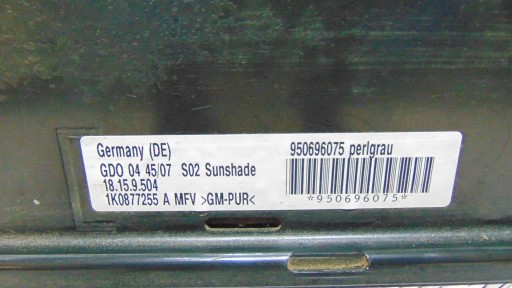 Germany (DE)
GDO 04 45/07 S02 Sunshade
18.15.9.504
1K0877255 A MFV >GM-PUR<
950696075 perlgrau
*950696075*